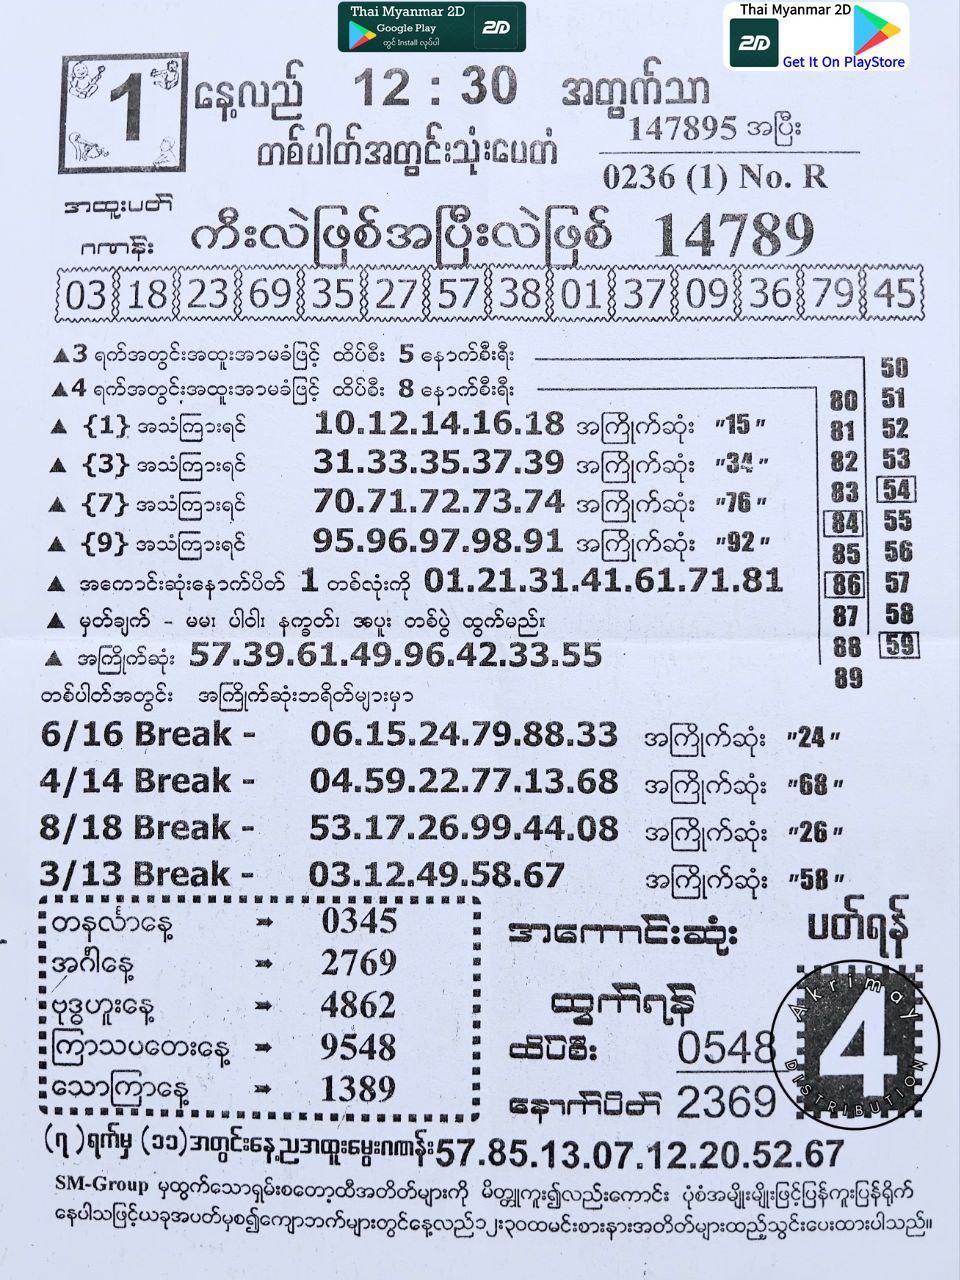 Thai Myanmar 2D
Google Play
တွင် Install လုပ်ပါ
2D
Thai Myanmar 2D
2D
Get It On PlayStore
1
နေ့လည် 12 : 30 အတွက်သာ
တစ်ပါတ်အတွင်းသုံးပေတံ
147895 အပြီး
0236 (1) No. R
အထူးပတ်
ဂဏန်း
ကီးလဲဖြစ်အပြီးလဲဖြစ် 14789
03 18 23 69 35 27 57 38 01 37 09 36 79 45
▲3 ရက်အတွင်းအထူးအာမခံဖြင့် ထိပ်စီး 5 နောက်စီးရီး
▲4 ရက်အတွင်းအထူးအာမခံဖြင့် ထိပ်စီး 8 နောက်စီးရီး
▲ {1} အသံကြားရင် 10.12.14.16.18 အကြိုက်ဆုံး "15"
▲ {3} အသံကြားရင် 31.33.35.37.39 အကြိုက်ဆုံး "34"
▲ {7} အသံကြားရင် 70.71.72.73.74 အကြိုက်ဆုံး "76"
▲ {9} အသံကြားရင် 95.96.97.98.91 အကြိုက်ဆုံး "92"
▲ အကောင်းဆုံးနောက်ပိတ် 1 တစ်လုံးကို 01.21.31.41.61.71.81
▲ မှတ်ချက် - မမ၊ ပါဝါ၊ နက္ခတ်၊ အပူး တစ်ပွဲ ထွက်မည်။
▲ အကြိုက်ဆုံး 57.39.61.49.96.42.33.55
80
81
82
83
84
85
86
87
88
89
50
51
52
53
54
55
56
57
58
59
တစ်ပါတ်အတွင်း အကြိုက်ဆုံးဘရိတ်များမှာ
6/16 Break - 06.15.24.79.88.33 အကြိုက်ဆုံး "24"
4/14 Break - 04.59.22.77.13.68 အကြိုက်ဆုံး "68"
8/18 Break - 53.17.26.99.44.08 အကြိုက်ဆုံး "26"
3/13 Break - 03.12.49.58.67 အကြိုက်ဆုံး "58"
တနင်္လာနေ့ ➡ 0345
အင်္ဂါနေ့ ➡ 2769
ဗုဒ္ဓဟူးနေ့ ➡ 4862
ကြာသပတေးနေ့ ➡ 9548
သောကြာနေ့ ➡ 1389
အကောင်းဆုံး
ထွက်ရန်
ထိပ်စီး 0548
နောက်ပိတ် 2369
ပတ်ရန်
4
Akrimay
DISTRIBUTION
(၇)ရက်မှ (၁၁)အတွင်းနေ့ညအထူးမွေးဂဏန်း 57.85.13.07.12.20.52.67
SM-Group မှထွက်သောရှမ်းစတော့ထိအတိတ်များကို မိတ္တူကူး၍လည်းကောင်း ပုံစံအမျိုးမျိုးဖြင့်ပြန်ကူးပြန်ရိုက်
နေပါသဖြင့်ယခုအပတ်မှစ၍ကျောဘက်များတွင်နေ့လည်၁၂း၃၀ထမင်းစားနားအတိတ်များထည့်သွင်းပေးထားပါသည်။